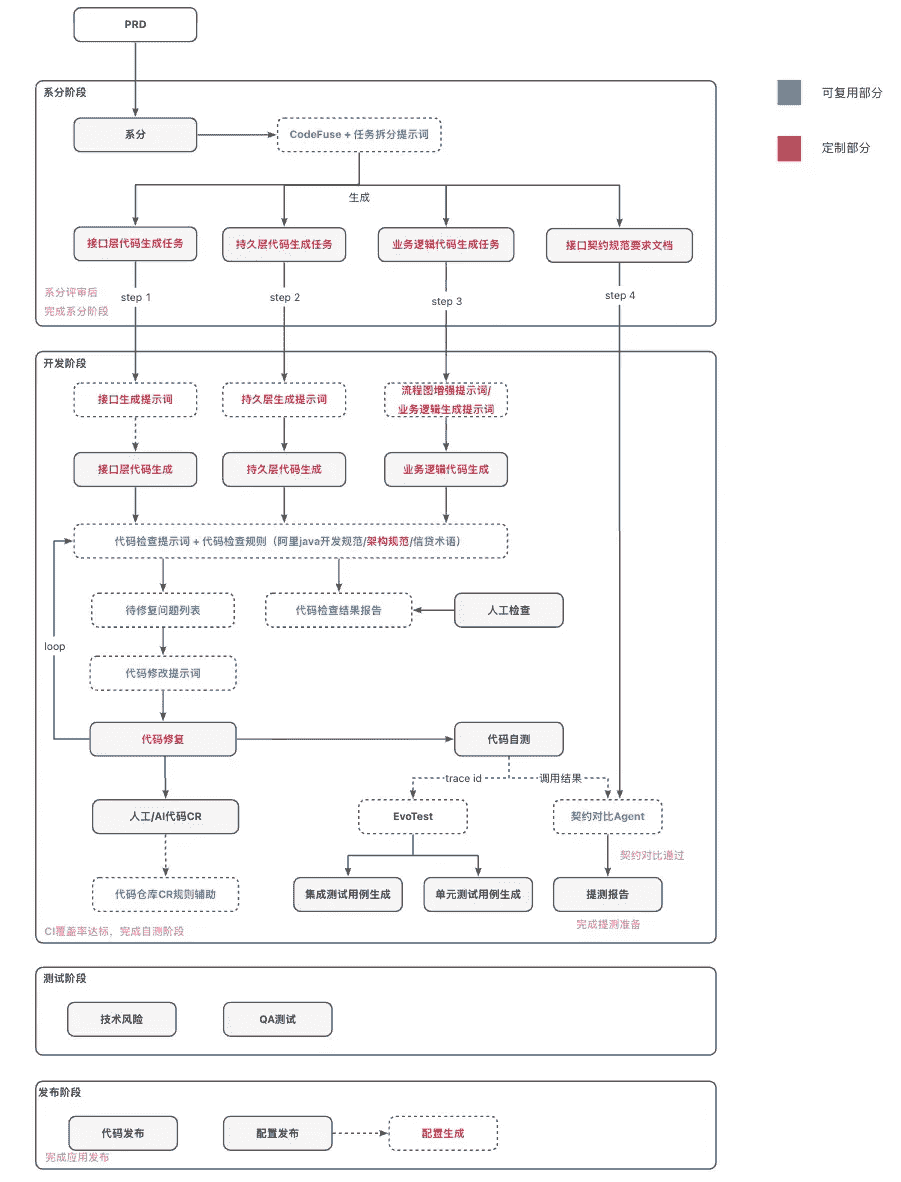 PRD
系分阶段
可复用部分
系分
CodeFuse + 任务拆分提示词
定制部分
生成
接口层代码生成任务
持久层代码生成任务
业务逻辑代码生成任务
接口契约规范要求文档
系分评审后
完成系分阶段
step 1
step 2
step 3
step 4
开发阶段
接口生成提示词
持久层生成提示词
流程图增强提示词/
业务逻辑生成提示词
接口层代码生成
持久层代码生成
业务逻辑代码生成
代码检查提示词 + 代码检查规则（阿里java开发规范/架构规范/信贷术语）
待修复问题列表
代码检查结果报告
人工检查
loop
代码修改提示词
代码修复
代码自测
trace id
调用结果
人工/AI代码CR
EvoTest
契约对比Agent
契约对比通过
代码仓库CR规则辅助
集成测试用例生成
单元测试用例生成
提测报告
完成提测准备
CI覆盖率达标，完成自测阶段
测试阶段
技术风险
QA测试
发布阶段
代码发布
配置发布
配置生成
完成应用发布